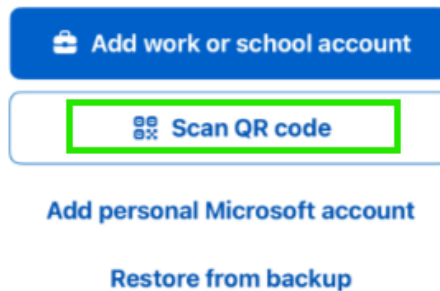 Add work or school account
Scan QR code
Add personal Microsoft account
Restore from backup